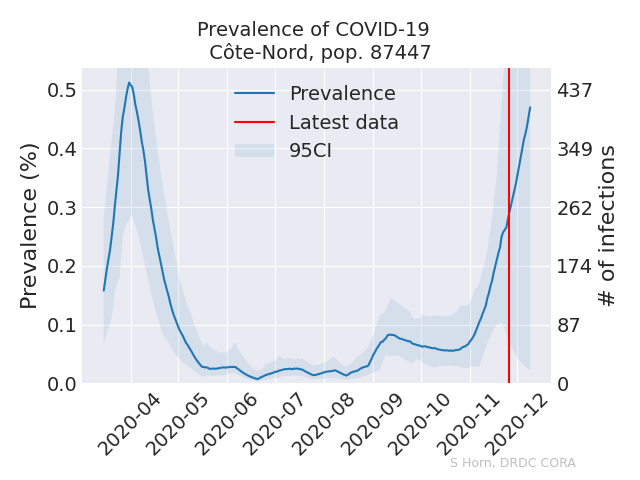 Prevalence of COVID-19
Côte-Nord, pop. 87447
Prevalence (%)
0.5
0.4
0.3
0.2
0.1
0.0
Prevalence
Latest data
95CI
437
349
262
174
87
0
# of infections
2020-04
2020-05
2020-06
2020-07
2020-08
2020-09
2020-10
2020-11
2020-12
S Horn, DRDC CORA